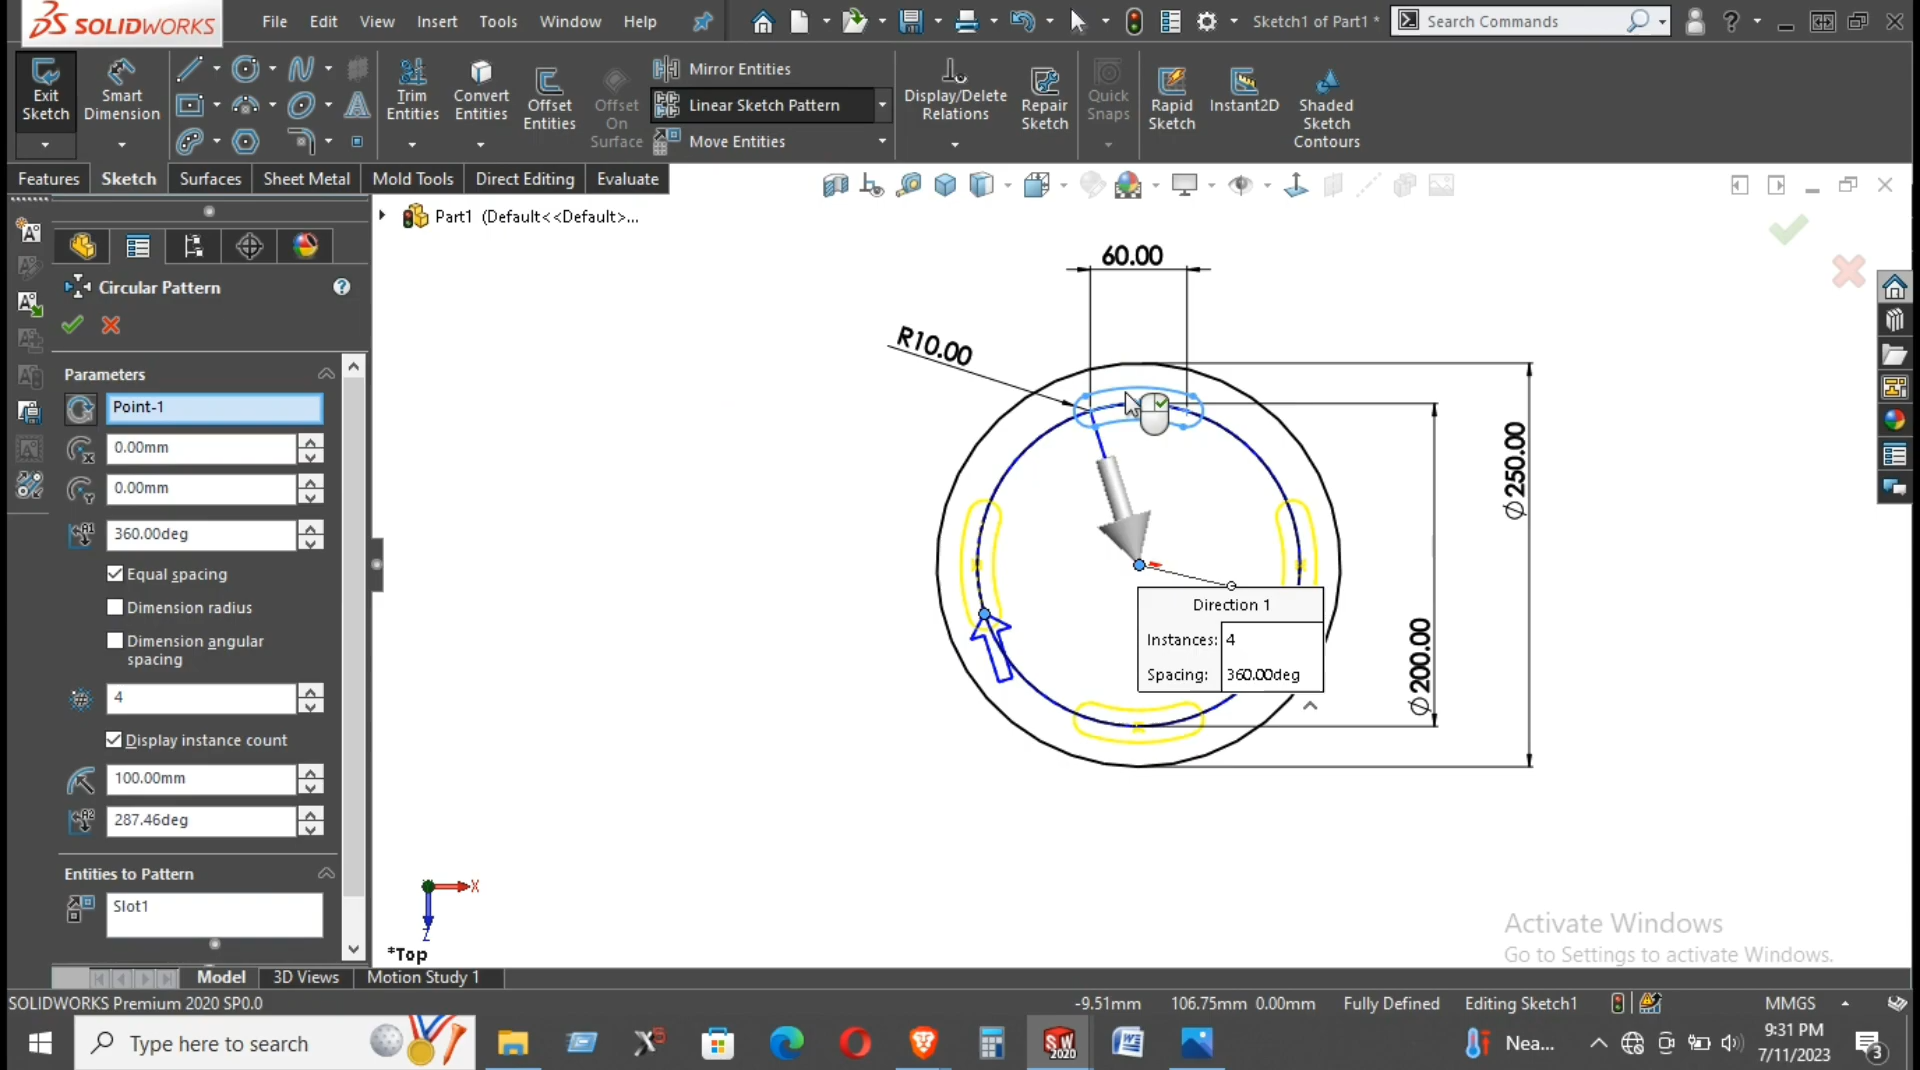 SOLIDWORKS File Edit View Insert Tools Window Help Sketch1 of Part1 * Search Commands
Exit Sketch
Smart Dimension
Trim Entities
Convert Entities
Offset Entities
Offset On Surface
Mirror Entities
Linear Sketch Pattern
Move Entities
Display/Delete Relations
Repair Sketch
Quick Snaps
Rapid Sketch
Instant2D
Shaded Sketch Contours
Features Sketch Surfaces Sheet Metal Mold Tools Direct Editing Evaluate
Part1 (Default<<Default>...
Circular Pattern
Parameters
Point-1
0.00mm
0.00mm
360.00deg
Equal spacing
Dimension radius
Dimension angular
spacing
4
Display instance count
100.00mm
287.46deg
Entities to Pattern
Slot1
60.00
R10.00
Ø250.00
Ø200.00
Direction 1
Instances: 4
Spacing: 360.00deg
X
Z
*Top
Activate Windows
Go to Settings to activate Windows.
Model 3D Views Motion Study 1
SOLIDWORKS Premium 2020 SP0.0 -9.51mm 106.75mm 0.00mm Fully Defined Editing Sketch1 MMGS
Type here to search
SW
2020
Nea...
9:31 PM
7/11/2023
3